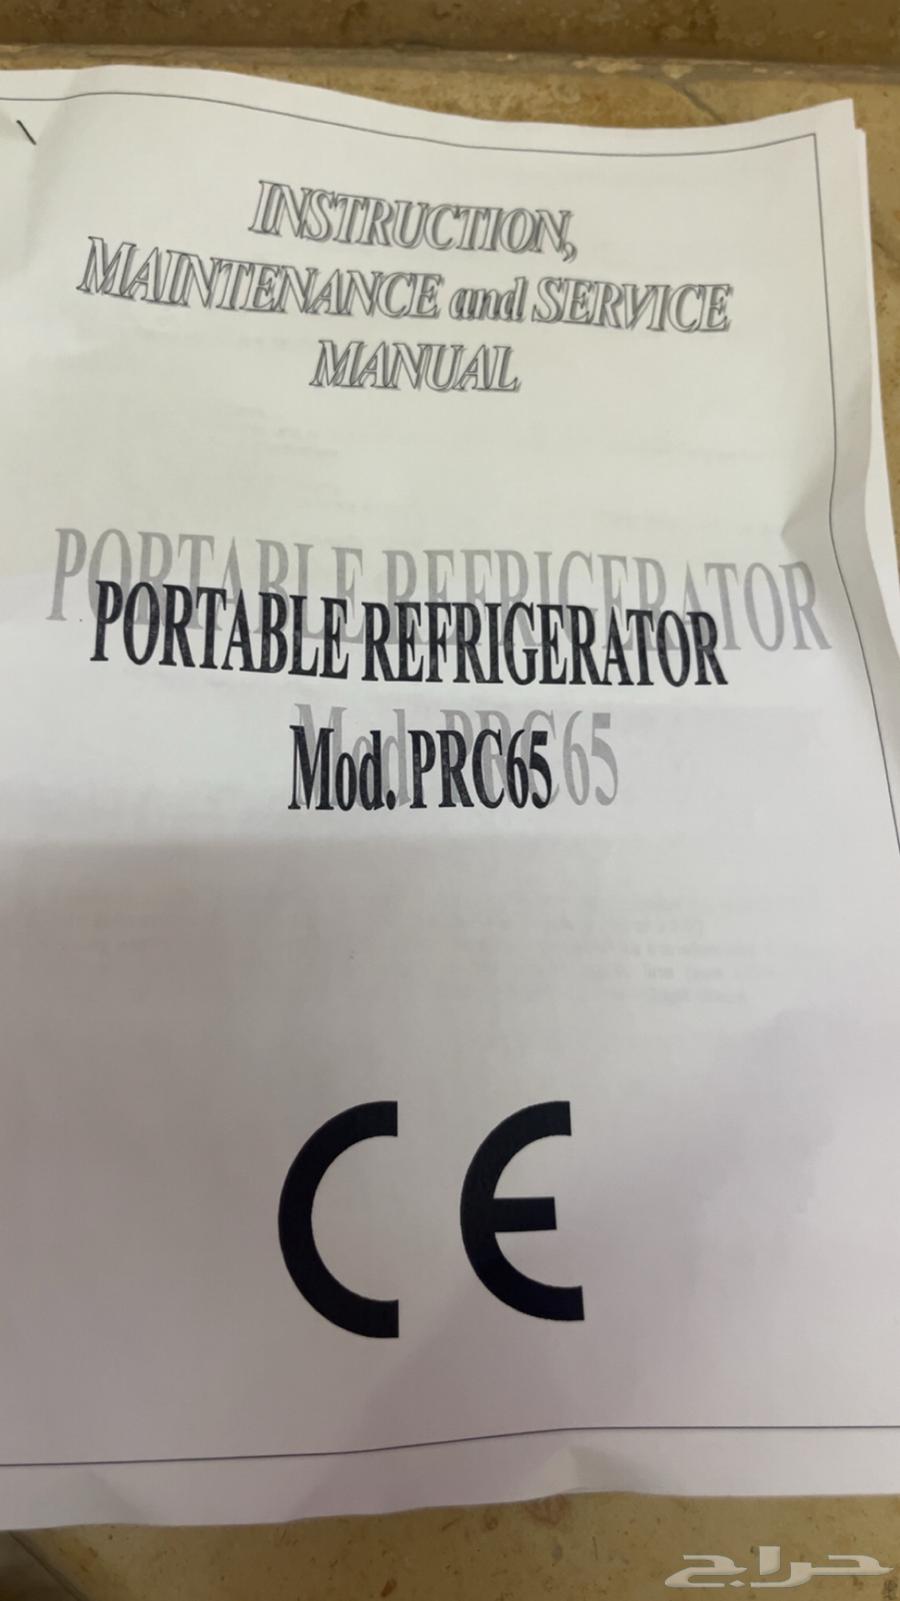 INSTRUCTION,
MAINTENANCE and SERVICE
MANUAL
PORTABLE REFRIGERATOR
Mod. PRC65
CE
حراج